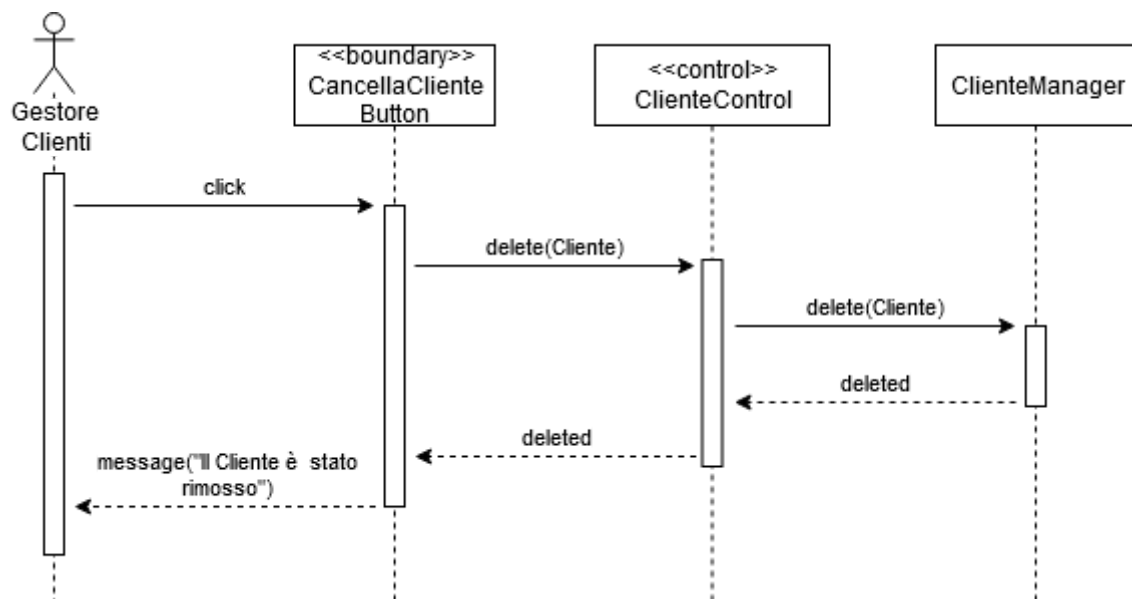 Gestore
Clienti
<<boundary>>
CancellaCliente
Button
<<control>>
ClienteControl
ClienteManager
click
delete(Cliente)
delete(Cliente)
deleted
deleted
message("Il Cliente è stato
rimosso")